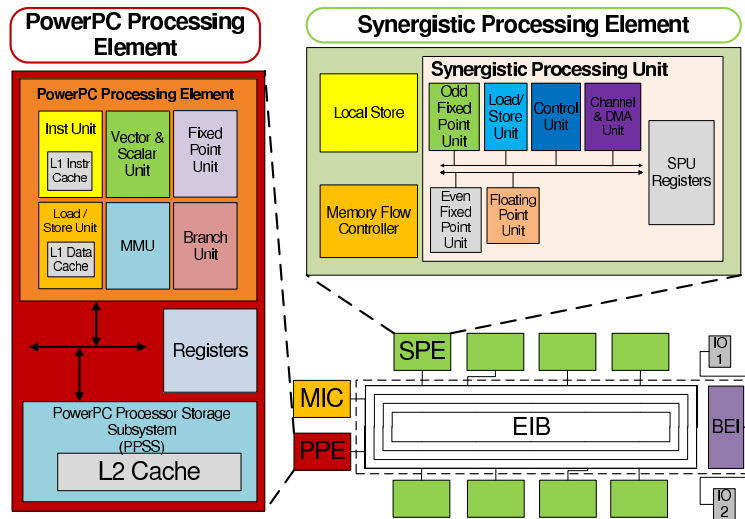 PowerPC Processing
Element
Synergistic Processing Element
PowerPC Processing Element
Inst Unit
L1 Instr
Cache
Vector &
Scalar
Unit
Fixed
Point
Unit
Load /
Store Unit
L1 Data
Cache
MMU
Branch
Unit
Registers
PowerPC Processor Storage
Subsystem
(PPSS)
L2 Cache
Local Store
Memory Flow
Controller
Synergistic Processing Unit
Odd
Fixed
Point
Unit
Load/
Store
Unit
Control
Unit
Channel
& DMA
Unit
SPU
Registers
Even
Fixed
Point
Unit
Floating
Point
Unit
SPE
IO
1
MIC
EIB
BEI
PPE
IO
2